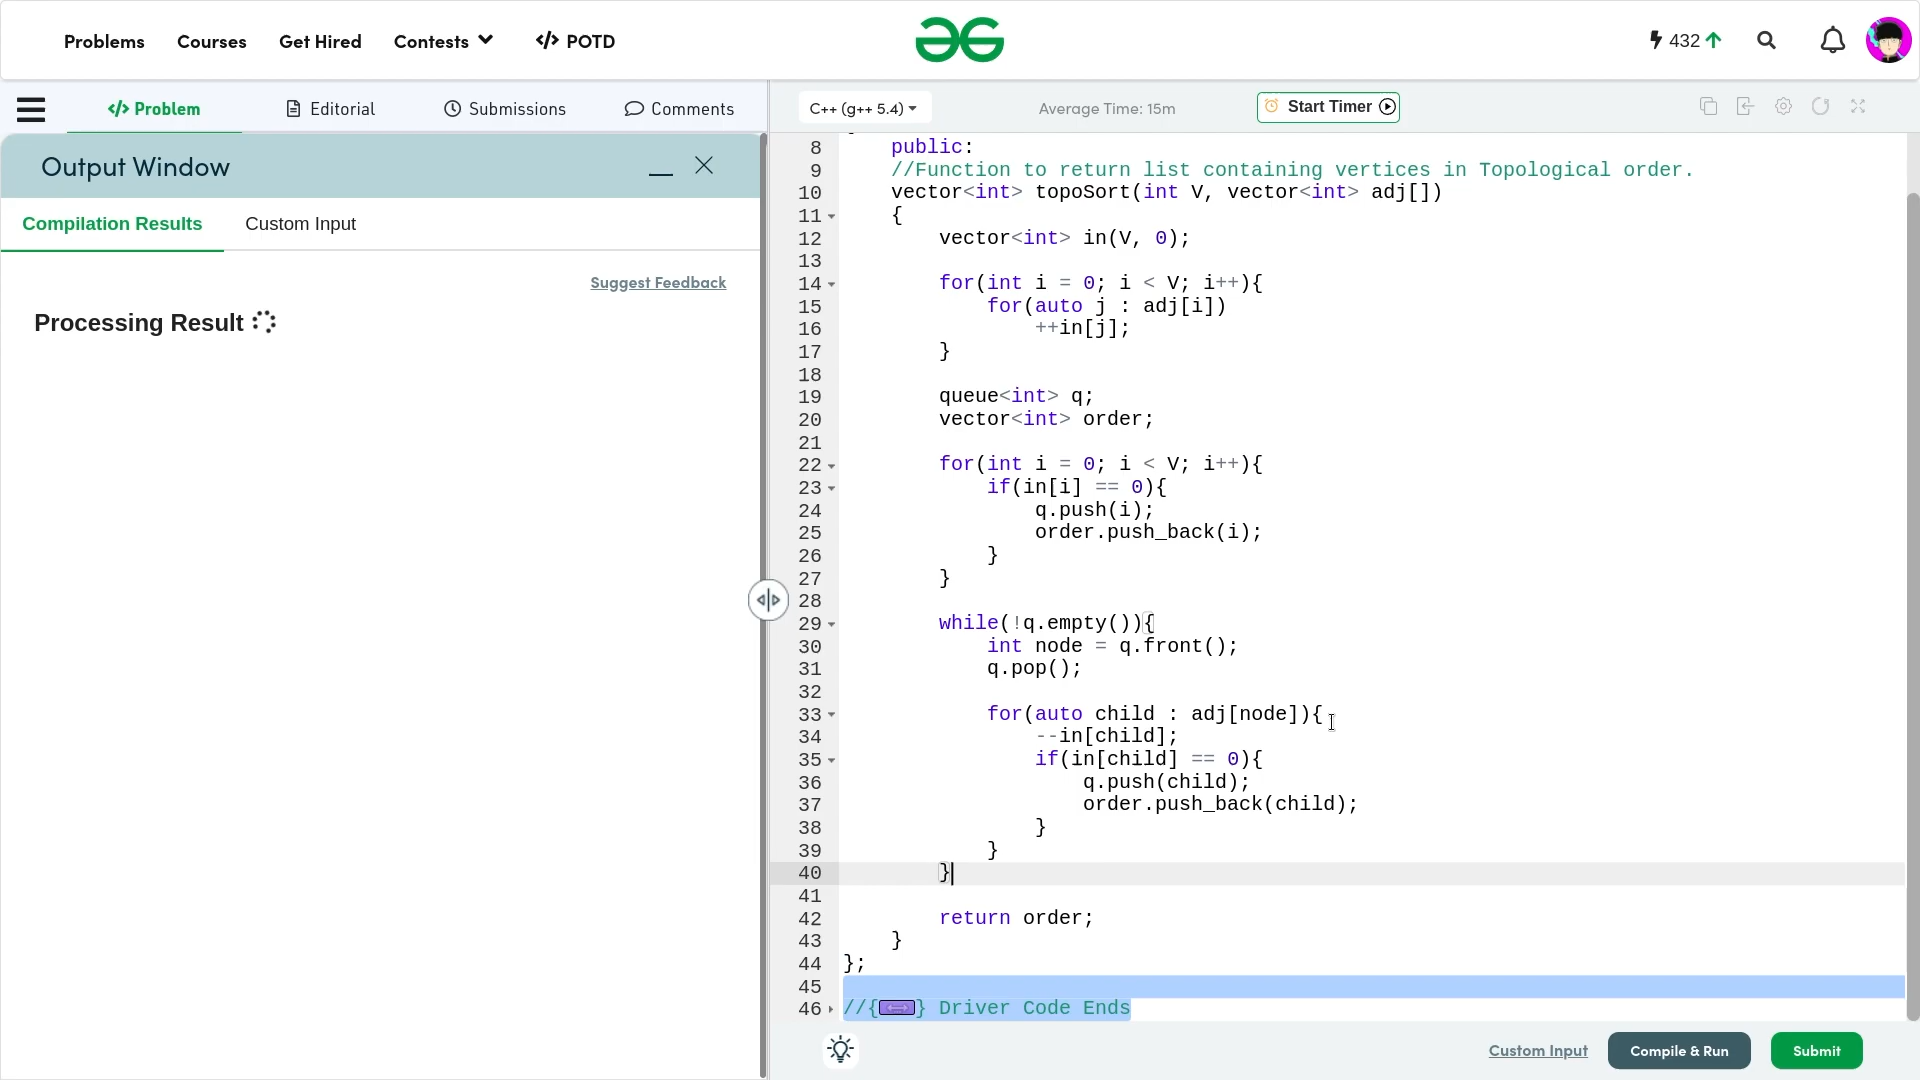 Problems Courses Get Hired Contests </> POTD 432
</> Problem Editorial Submissions Comments C++ (g++ 5.4) Average Time: 15m Start Timer
Output Window
Compilation Results Custom Input
Suggest Feedback
Processing Result
8 public:
9 //Function to return list containing vertices in Topological order.
10 vector<int> topoSort(int V, vector<int> adj[])
11 {
12 vector<int> in(V, 0);
13
14 for(int i = 0; i < V; i++){
15 for(auto j : adj[i])
16 ++in[j];
17 }
18
19 queue<int> q;
20 vector<int> order;
21
22 for(int i = 0; i < V; i++){
23 if(in[i] == 0){
24 q.push(i);
25 order.push_back(i);
26 }
27 }
28
29 while(!q.empty()){
30 int node = q.front();
31 q.pop();
32
33 for(auto child : adj[node]){
34 --in[child];
35 if(in[child] == 0){
36 q.push(child);
37 order.push_back(child);
38 }
39 }
40 }
41
42 return order;
43 }
44 };
45
46 //{ } Driver Code Ends
Custom Input Compile & Run Submit